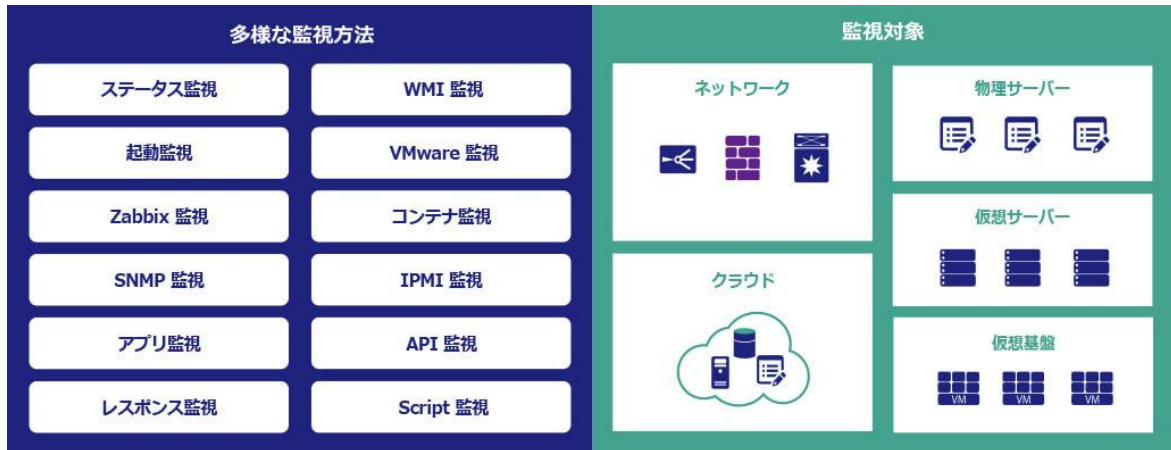 多様な監視方法
ステータス監視
WMI 監視
起動監視
VMware 監視
Zabbix 監視
コンテナ監視
SNMP 監視
IPMI 監視
アプリ監視
API 監視
レスポンス監視
Script 監視
監視対象
ネットワーク
物理サーバー
仮想サーバー
クラウド
仮想基盤
VM
VM
VM